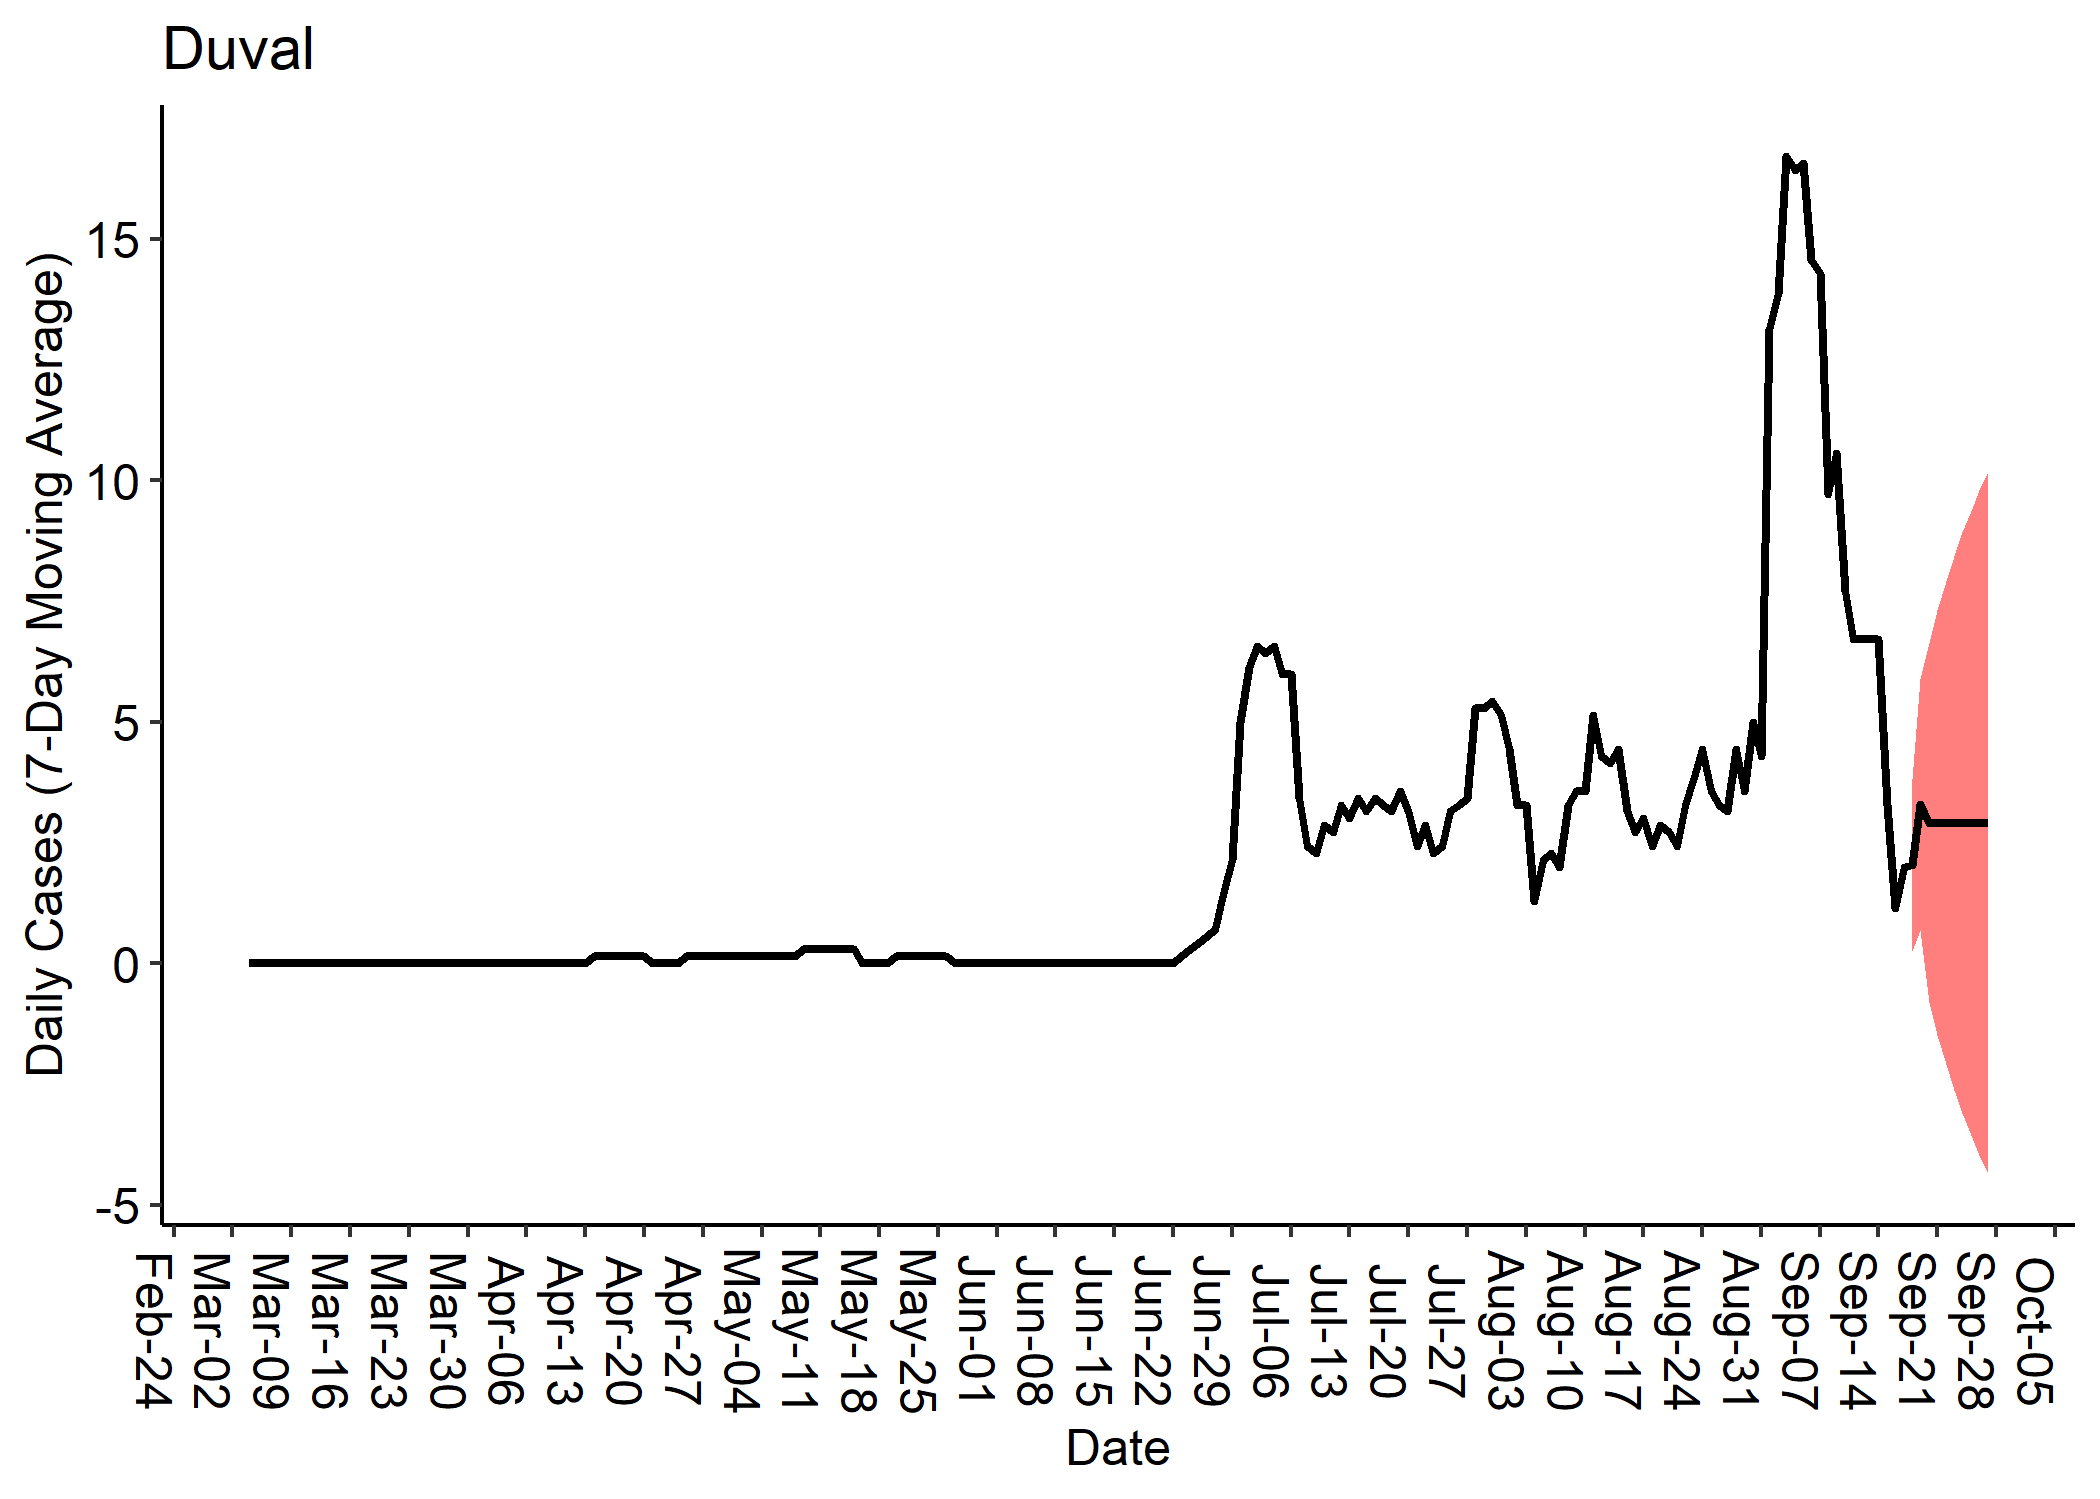 Duval
Daily Cases (7-Day Moving Average)
15
10
5
0
-5
Feb-24
Mar-02
Mar-09
Mar-16
Mar-23
Mar-30
Apr-06
Apr-13
Apr-20
Apr-27
May-04
May-11
May-18
May-25
Jun-01
Jun-08
Jun-15
Jun-22
Jun-29
Jul-06
Jul-13
Jul-20
Jul-27
Aug-03
Aug-10
Aug-17
Aug-24
Aug-31
Sep-07
Sep-14
Sep-21
Sep-28
Oct-05
Date